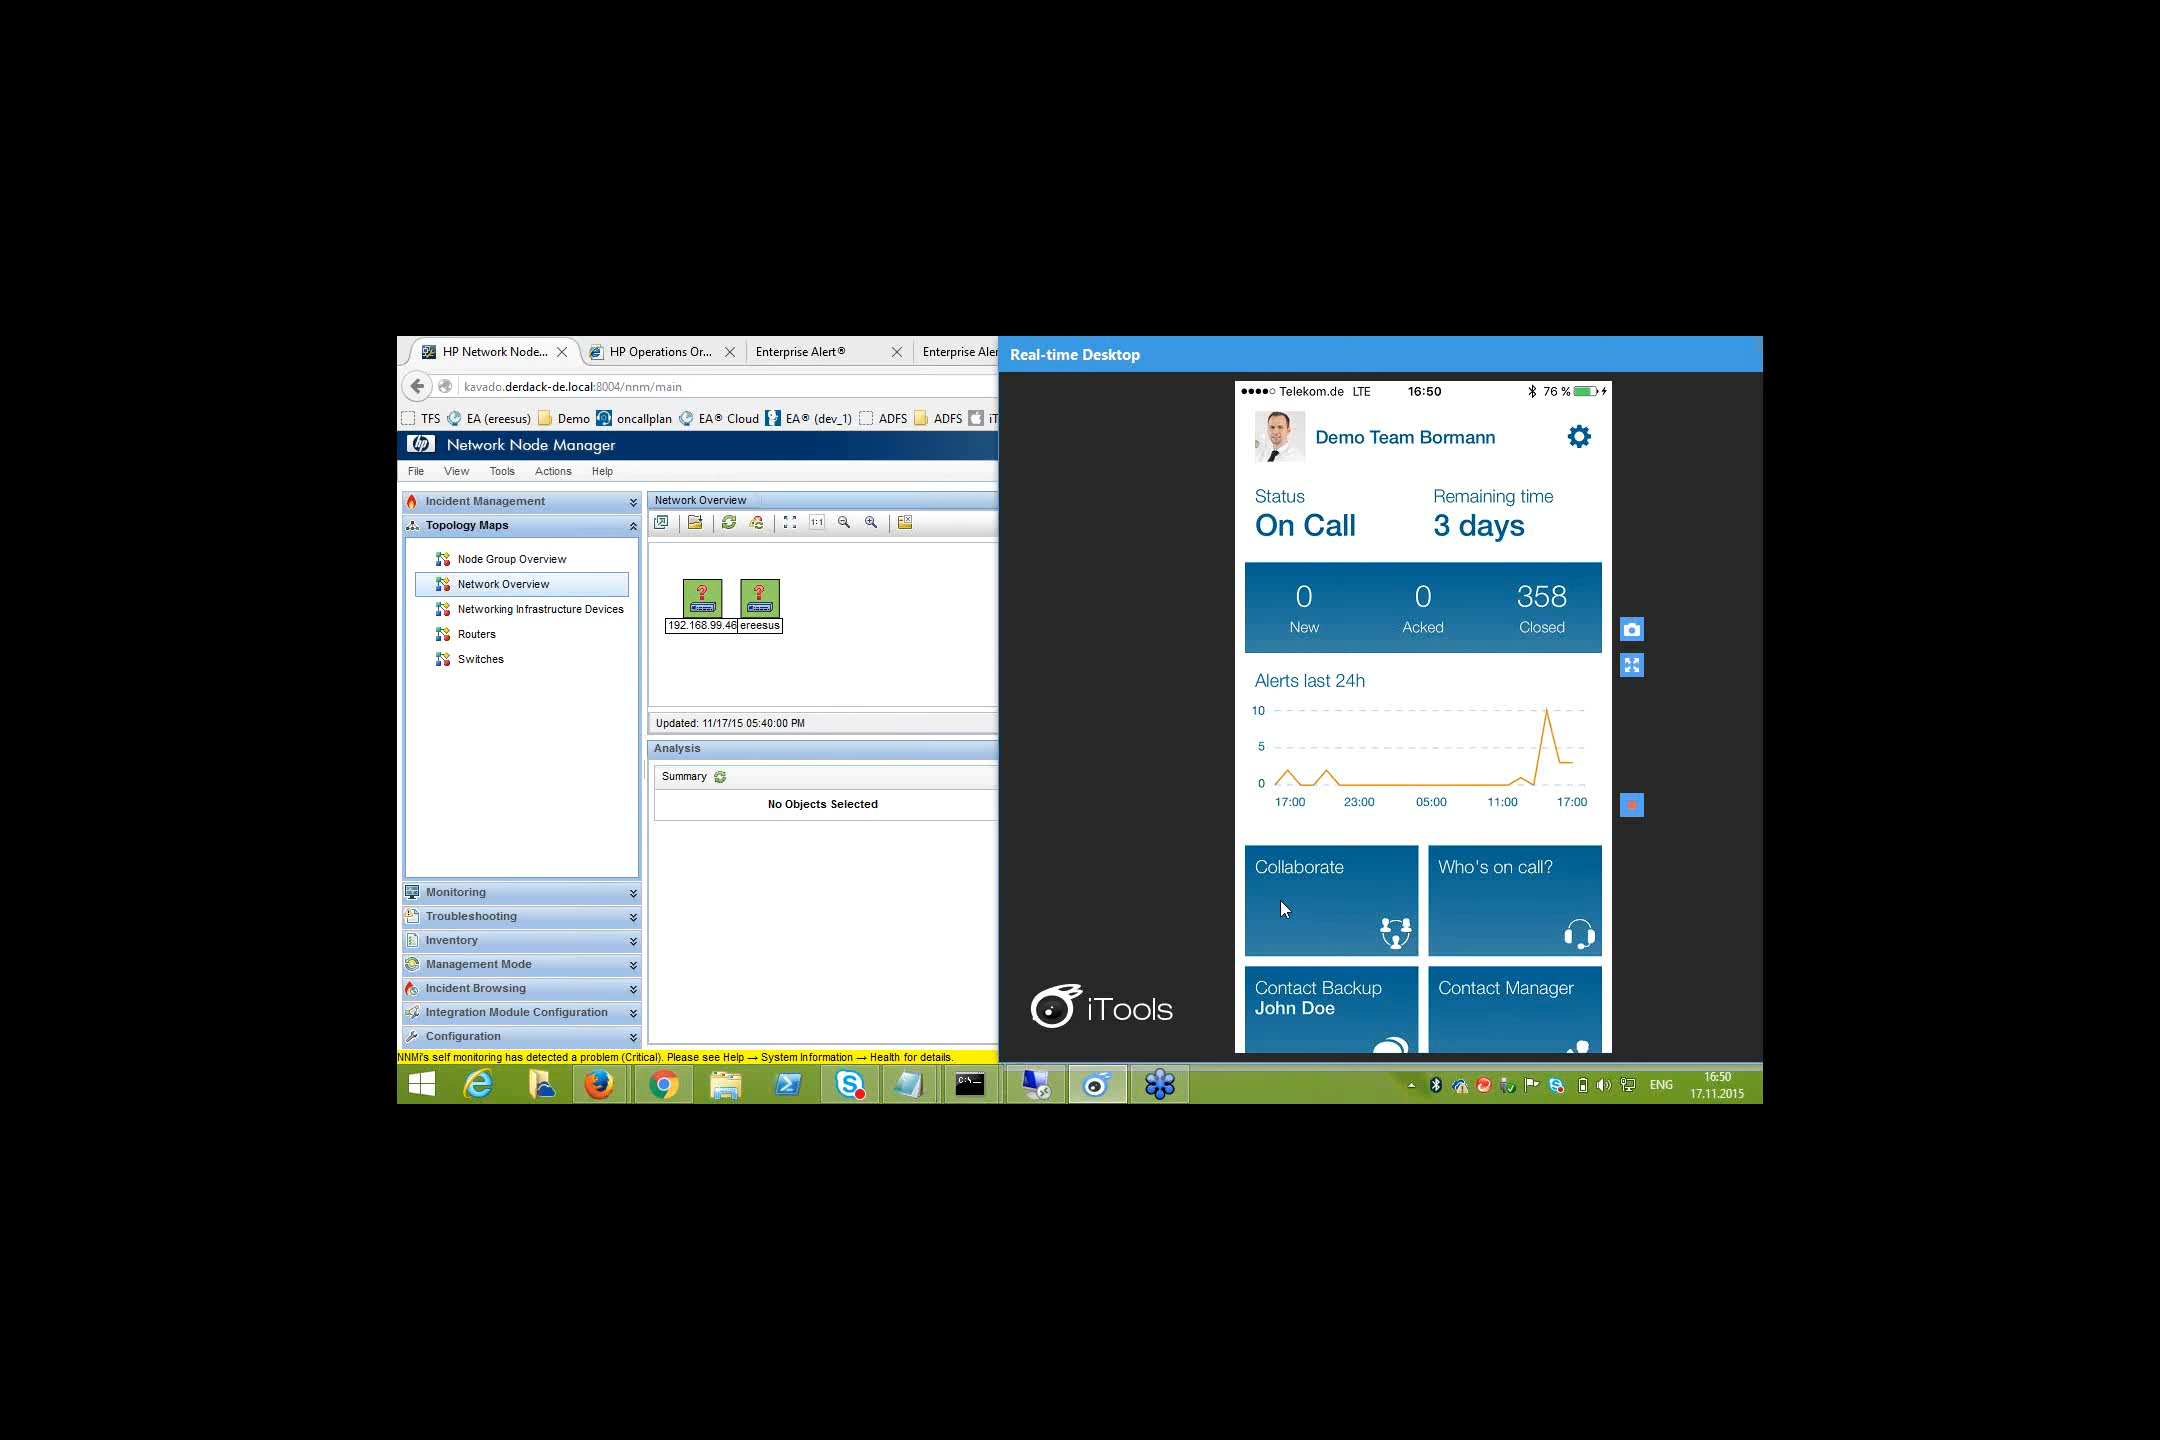 HP Network Node...
HP Operations Or...
Enterprise Alert®
Enterprise Aler
kavado.derdack-de.local:8004/nnm/main
TFS
EA (ereesus)
Demo
oncallplan
EA® Cloud
EA® (dev_1)
ADFS
ADFS
iT
hp
Network Node Manager
File View Tools Actions Help
Incident Management
Topology Maps
Node Group Overview
Network Overview
Networking Infrastructure Devices
Routers
Switches
Monitoring
Troubleshooting
Inventory
Management Mode
Incident Browsing
Integration Module Configuration
Configuration
Network Overview
1:1
192.168.99.46
ereesus
Updated: 11/17/15 05:40:00 PM
Analysis
Summary
No Objects Selected
NNMi's self monitoring has detected a problem (Critical). Please see Help → System Information → Health for details.
Real-time Desktop
Telekom.de LTE 16:50 76 %
Demo Team Bormann
Status
On Call
Remaining time
3 days
0
New
0
Acked
358
Closed
Alerts last 24h
10
5
0
17:00 23:00 05:00 11:00 17:00
Collaborate
Who's on call?
Contact Backup
John Doe
Contact Manager
iTools
ENG
16:50
17.11.2015